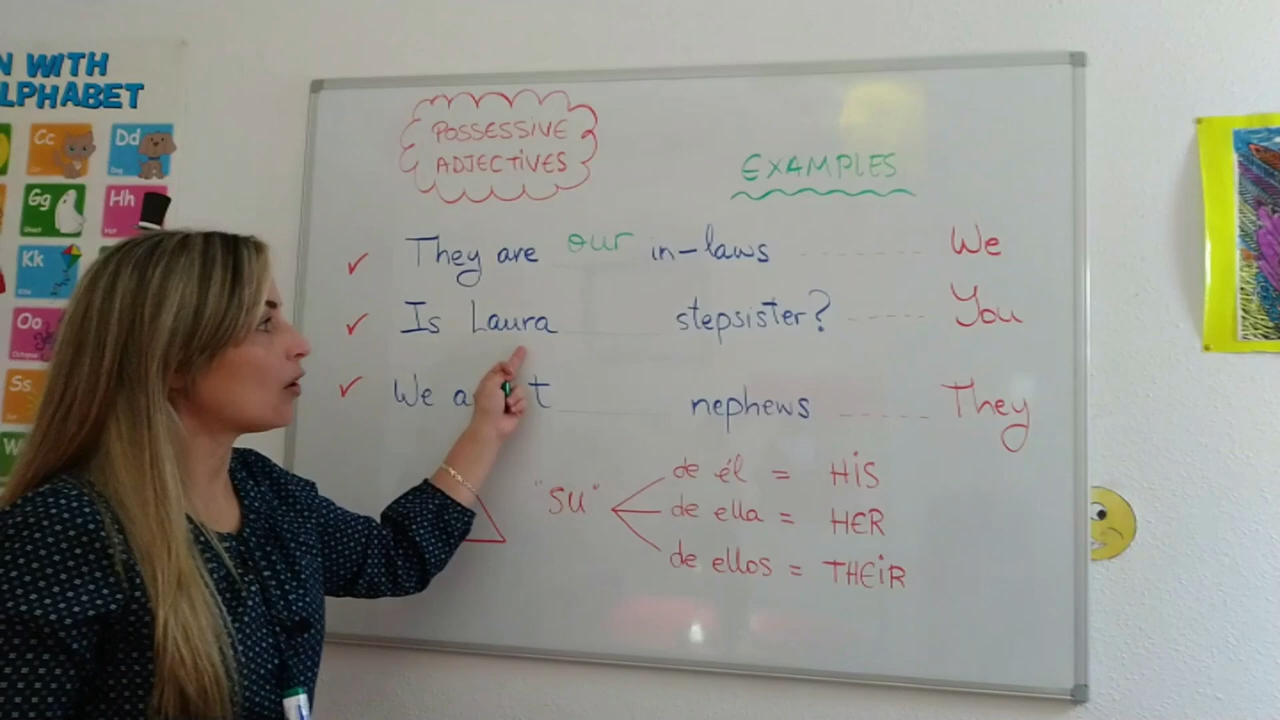 N WITH
LPHABET
Cc
Dd
Gg
Hh
Kk
Oo
Ss
W
POSSESSIVE
ADJECTIVES
EXAMPLES
They are our in-laws We
Is Laura stepsister? You
We a t nephews They
"SU"
de él = HIS
de ella = HER
de ellos = THEIR